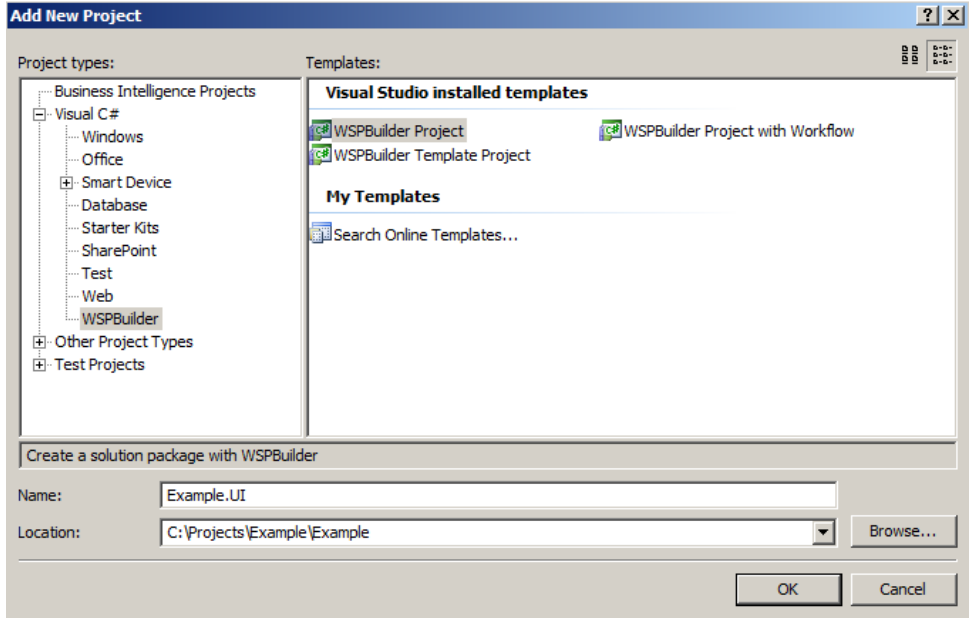 Add New Project
Project types:
Templates:
Business Intelligence Projects
Visual C#
Windows
Office
Smart Device
Database
Starter Kits
SharePoint
Test
Web
WSPBuilder
Other Project Types
Test Projects
Visual Studio installed templates
WSPBuilder Project
WSPBuilder Project with Workflow
WSPBuilder Template Project
My Templates
Search Online Templates...
Create a solution package with WSPBuilder
Name:
Example.UI
Location:
C:\Projects\Example\Example
Browse...
OK
Cancel